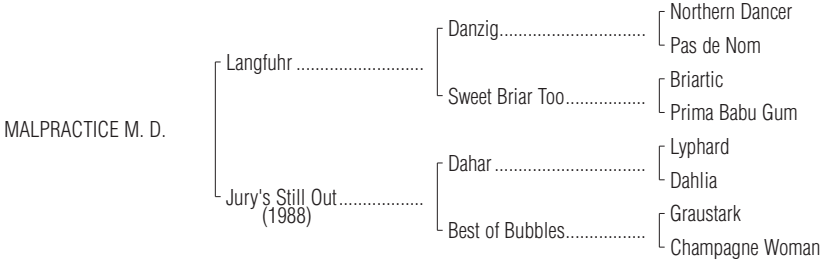 Northern Dancer
Danzig..............................
Pas de Nom
Langfuhr ..........................
Briartic
Sweet Briar Too.................
Prima Babu Gum
MALPRACTICE M. D.
Lyphard
Dahar ...............................
Dahlia
Jury's Still Out..................
(1988)
Graustark
Best of Bubbles.................
Champagne Woman